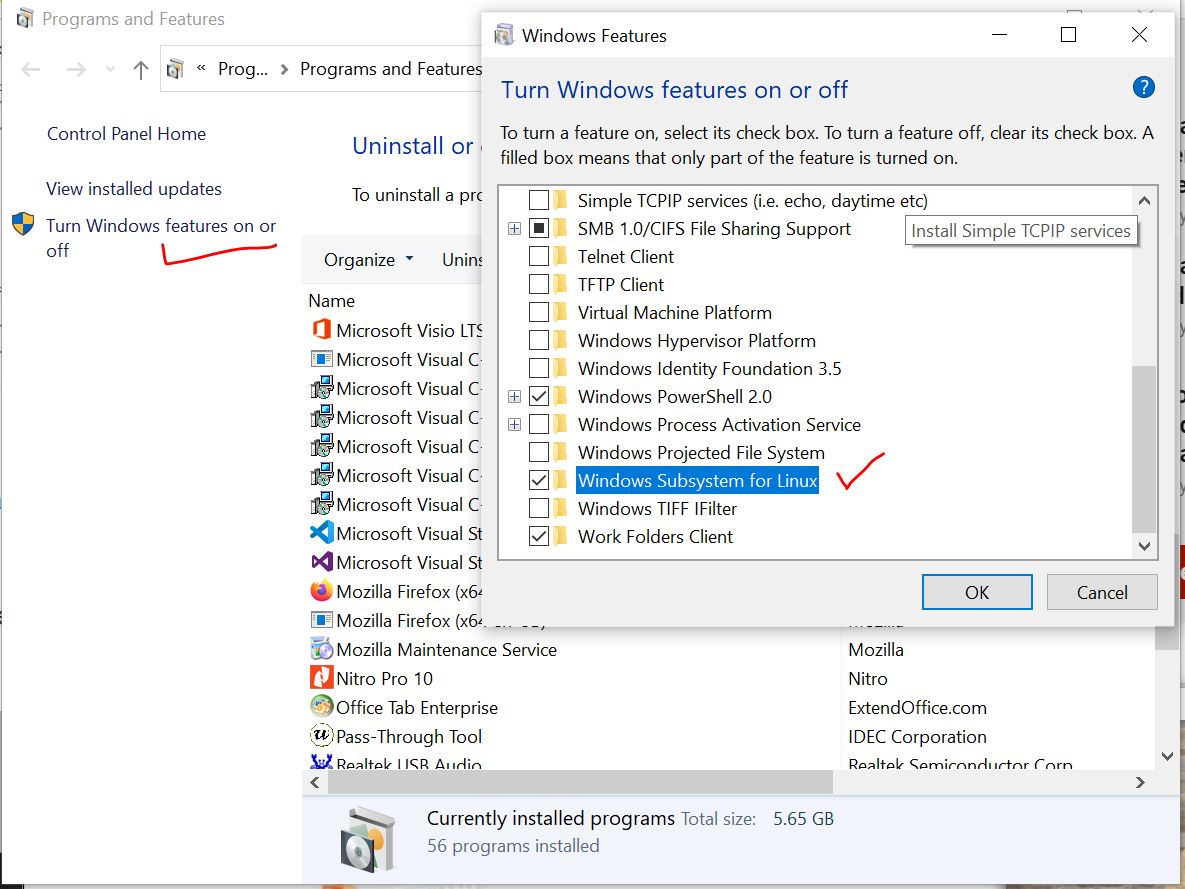 Programs and Features
Windows Features
« Prog... > Programs and Features
Turn Windows features on or off
?
To turn a feature on, select its check box. To turn a feature off, clear its check box. A
filled box means that only part of the feature is turned on.
Simple TCPIP services (i.e. echo, daytime etc)
SMB 1.0/CIFS File Sharing Support
Install Simple TCPIP services
Telnet Client
TFTP Client
Virtual Machine Platform
Windows Hypervisor Platform
Windows Identity Foundation 3.5
Windows PowerShell 2.0
Windows Process Activation Service
Windows Projected File System
Windows Subsystem for Linux
Windows TIFF IFilter
Work Folders Client
OK
Cancel
Control Panel Home
View installed updates
Turn Windows features on or
off
Uninstall or
To uninstall a pro
Organize
Unins
Name
Microsoft Visio LTS
Microsoft Visual C
Microsoft Visual C
Microsoft Visual C
Microsoft Visual C
Microsoft Visual C
Microsoft Visual C
Microsoft Visual St
Microsoft Visual St
Mozilla Firefox (x64
Mozilla Firefox (x64
Mozilla
Mozilla Maintenance Service
Mozilla
Nitro Pro 10
Nitro
Office Tab Enterprise
ExtendOffice.com
Pass-Through Tool
IDEC Corporation
Realtek USB Audio
Realtek Semiconductor Corp
Currently installed programs Total size: 5.65 GB
56 programs installed